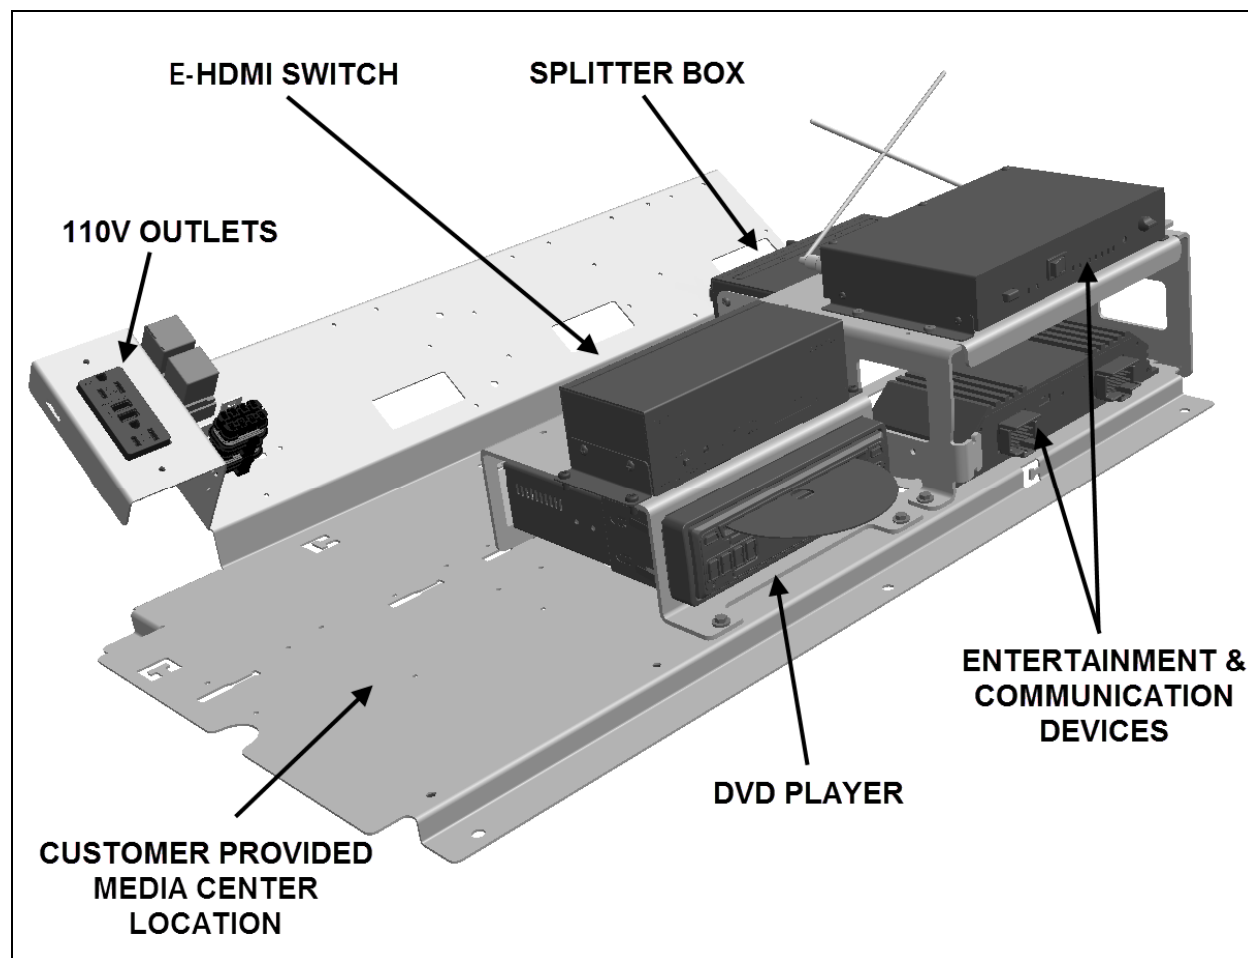 E-HDMI SWITCH
SPLITTER BOX
110V OUTLETS
ENTERTAINMENT &
COMMUNICATION
DEVICES
DVD PLAYER
CUSTOMER PROVIDED
MEDIA CENTER
LOCATION